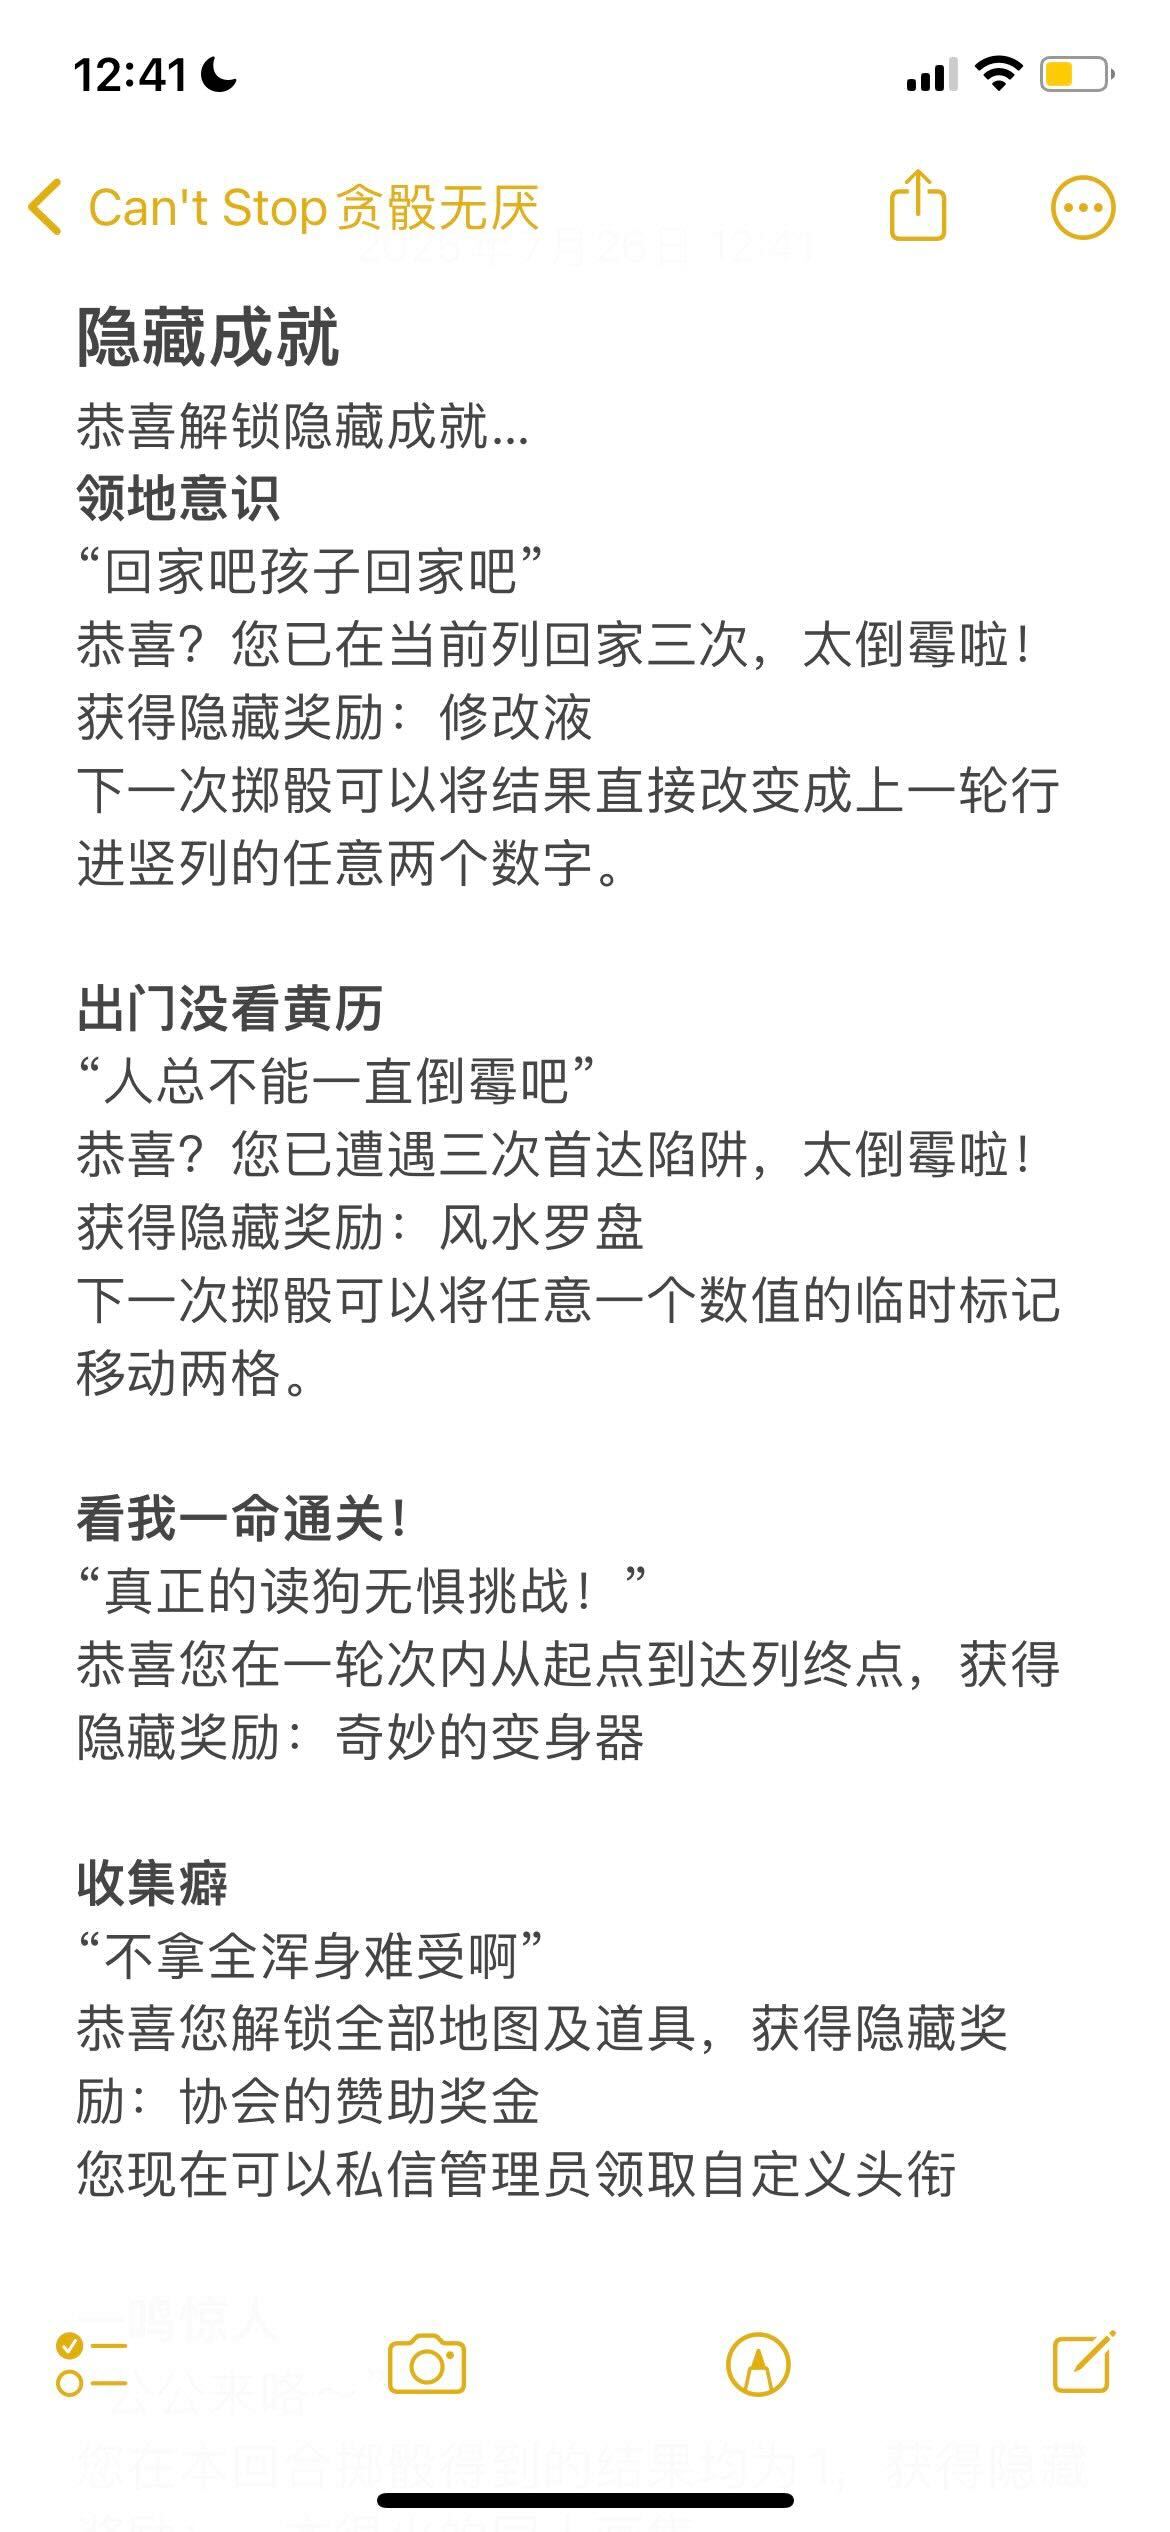 12:41
Can't Stop贪骰无厌
2025年7月26日 12:41
隐藏成就
恭喜解锁隐藏成就...
领地意识
“回家吧孩子回家吧”
恭喜？您已在当前列回家三次，太倒霉啦！
获得隐藏奖励：修改液
下一次掷骰可以将结果直接改变成上一轮行
进竖列的任意两个数字。
出门没看黄历
“人总不能一直倒霉吧”
恭喜？您已遭遇三次首达陷阱，太倒霉啦！
获得隐藏奖励：风水罗盘
下一次掷骰可以将任意一个数值的临时标记
移动两格。
看我一命通关！
“真正的读狗无惧挑战！”
恭喜您在一轮次内从起点到达列终点，获得
隐藏奖励：奇妙的变身器
收集癖
“不拿全浑身难受啊”
恭喜您解锁全部地图及道具，获得隐藏奖
励：协会的赞助奖金
您现在可以私信管理员领取自定义头衔
一鸣惊人
公公来咯～”
您在本回合掷骰得到的结果均为1，获得隐藏